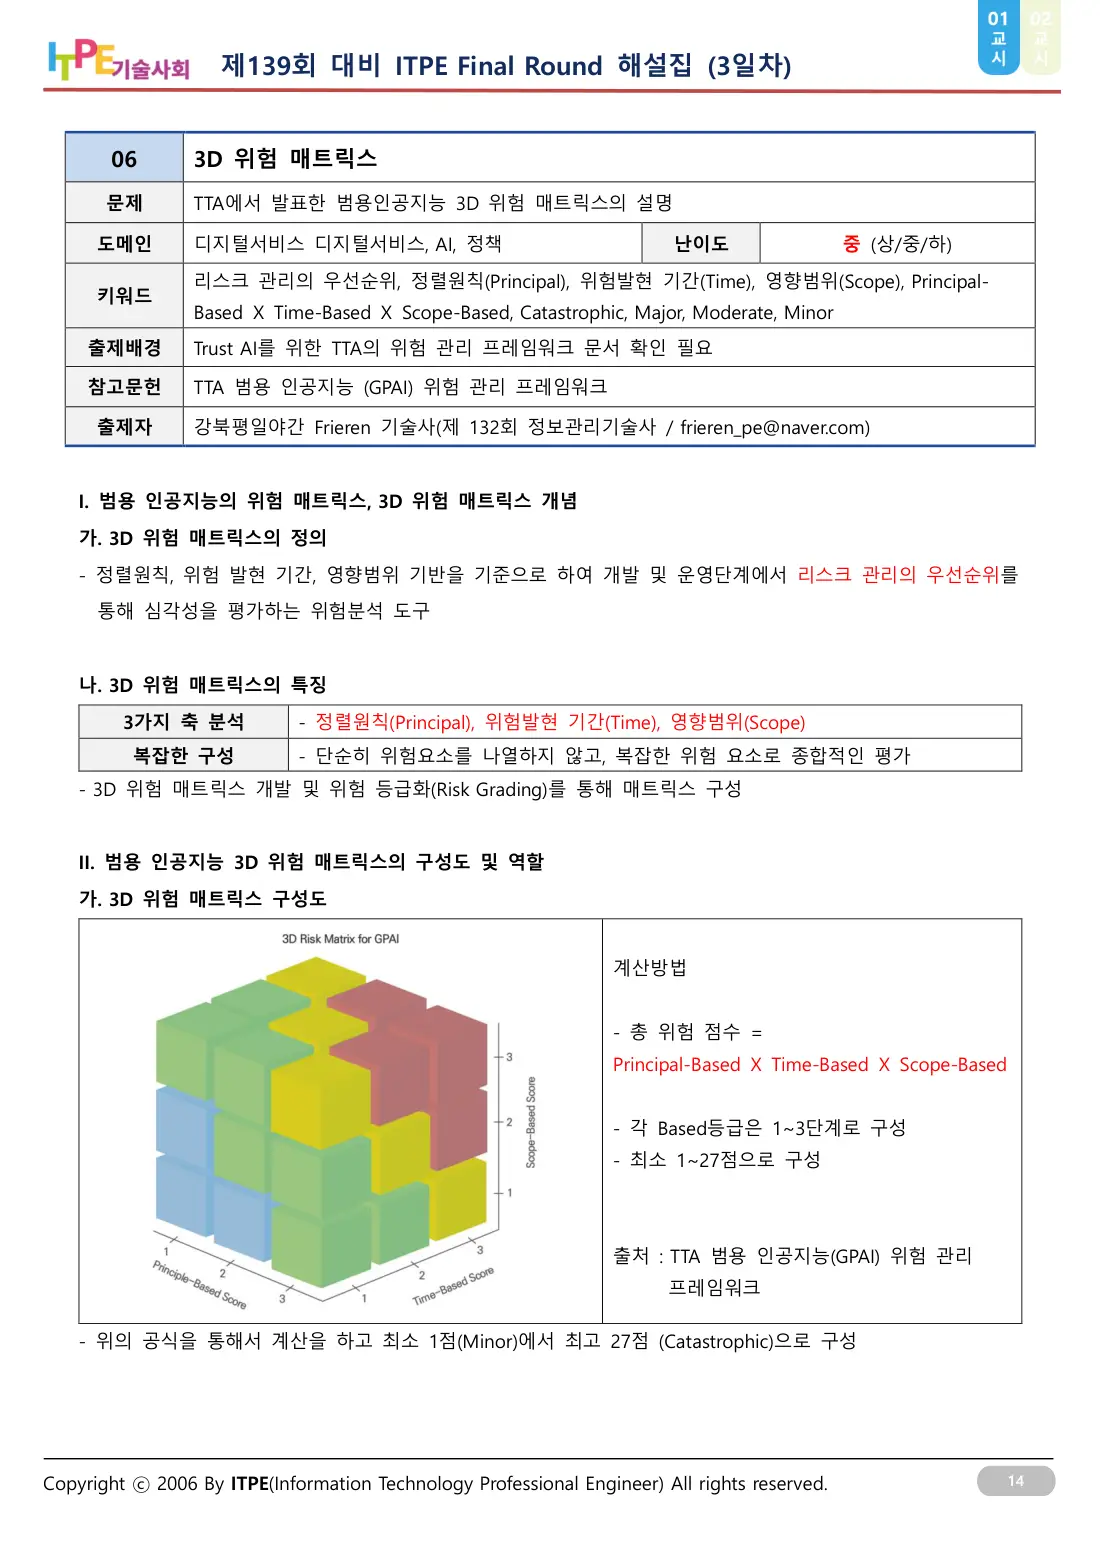 ITPE기술사회 제139회 대비 ITPE Final Round 해설집 (3일차)
01 교 시
02 교 시
06 3D 위험 매트릭스
문제 TTA에서 발표한 범용인공지능 3D 위험 매트릭스의 설명
도메인 디지털서비스 디지털서비스, AI, 정책 난이도 중 (상/중/하)
키워드 리스크 관리의 우선순위, 정렬원칙(Principal), 위험발현 기간(Time), 영향범위(Scope), Principal-
Based X Time-Based X Scope-Based, Catastrophic, Major, Moderate, Minor
출제배경 Trust AI를 위한 TTA의 위험 관리 프레임워크 문서 확인 필요
참고문헌 TTA 범용 인공지능 (GPAI) 위험 관리 프레임워크
출제자 강북평일야간 Frieren 기술사(제 132회 정보관리기술사 / frieren_pe@naver.com)
I. 범용 인공지능의 위험 매트릭스, 3D 위험 매트릭스 개념
가. 3D 위험 매트릭스의 정의
- 정렬원칙, 위험 발현 기간, 영향범위 기반을 기준으로 하여 개발 및 운영단계에서 리스크 관리의 우선순위를
통해 심각성을 평가하는 위험분석 도구
나. 3D 위험 매트릭스의 특징
3가지 축 분석 - 정렬원칙(Principal), 위험발현 기간(Time), 영향범위(Scope)
복잡한 구성 - 단순히 위험요소를 나열하지 않고, 복잡한 위험 요소로 종합적인 평가
- 3D 위험 매트릭스 개발 및 위험 등급화(Risk Grading)를 통해 매트릭스 구성
II. 범용 인공지능 3D 위험 매트릭스의 구성도 및 역할
가. 3D 위험 매트릭스 구성도
3D Risk Matrix for GPAI
3
2
1
Scope-Based Score
1
2
3
Principle-Based Score
1
2
3
Time-Based Score
계산방법
- 총 위험 점수 =
Principal-Based X Time-Based X Scope-Based
- 각 Based등급은 1~3단계로 구성
- 최소 1~27점으로 구성
출처 : TTA 범용 인공지능(GPAI) 위험 관리
프레임워크
- 위의 공식을 통해서 계산을 하고 최소 1점(Minor)에서 최고 27점 (Catastrophic)으로 구성
Copyright ⓒ 2006 By ITPE(Information Technology Professional Engineer) All rights reserved.
14